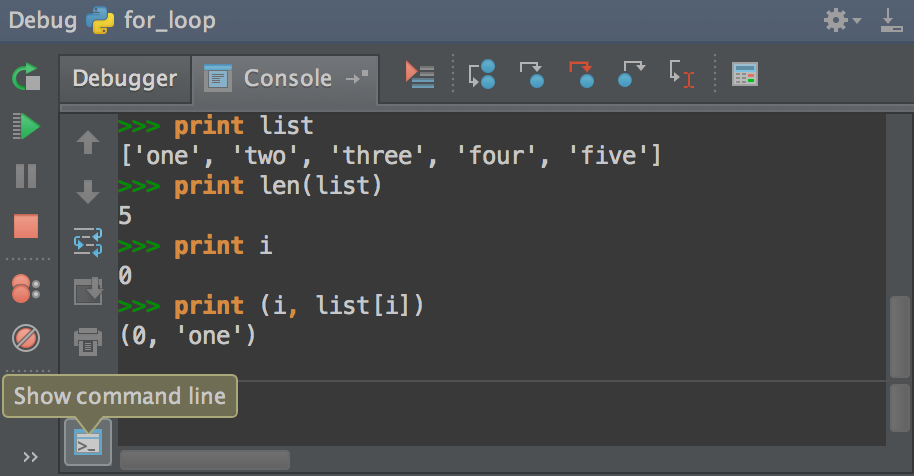 Debug for_loop
Debugger Console
>>> print list
['one', 'two', 'three', 'four', 'five']
>>> print len(list)
5
>>> print i
0
>>> print (i, list[i])
(0, 'one')
Show command line
>_
»